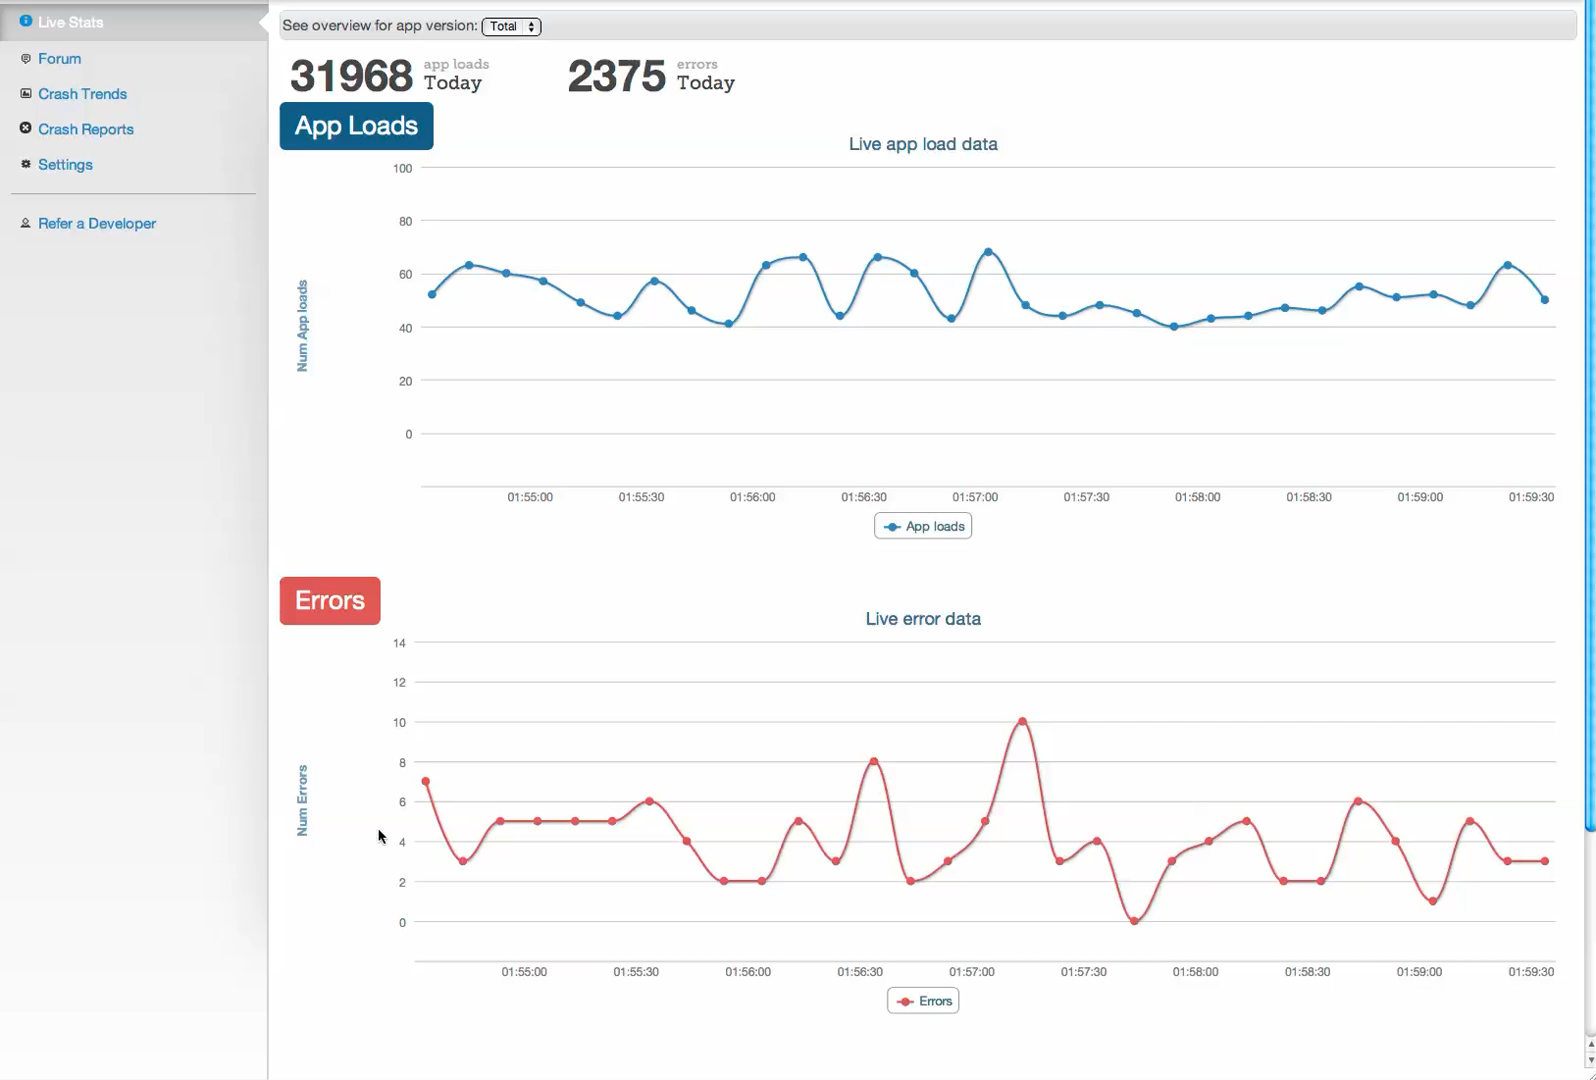 Live Stats
Forum
Crash Trends
Crash Reports
Settings
Refer a Developer
See overview for app version: Total
31968 app loads Today
2375 errors Today
App Loads
Live app load data
Num App loads
100
80
60
40
20
0
01:55:00 01:55:30 01:56:00 01:56:30 01:57:00 01:57:30 01:58:00 01:58:30 01:59:00 01:59:30
App loads
Errors
Live error data
Num Errors
14
12
10
8
6
4
2
0
01:55:00 01:55:30 01:56:00 01:56:30 01:57:00 01:57:30 01:58:00 01:58:30 01:59:00 01:59:30
Errors